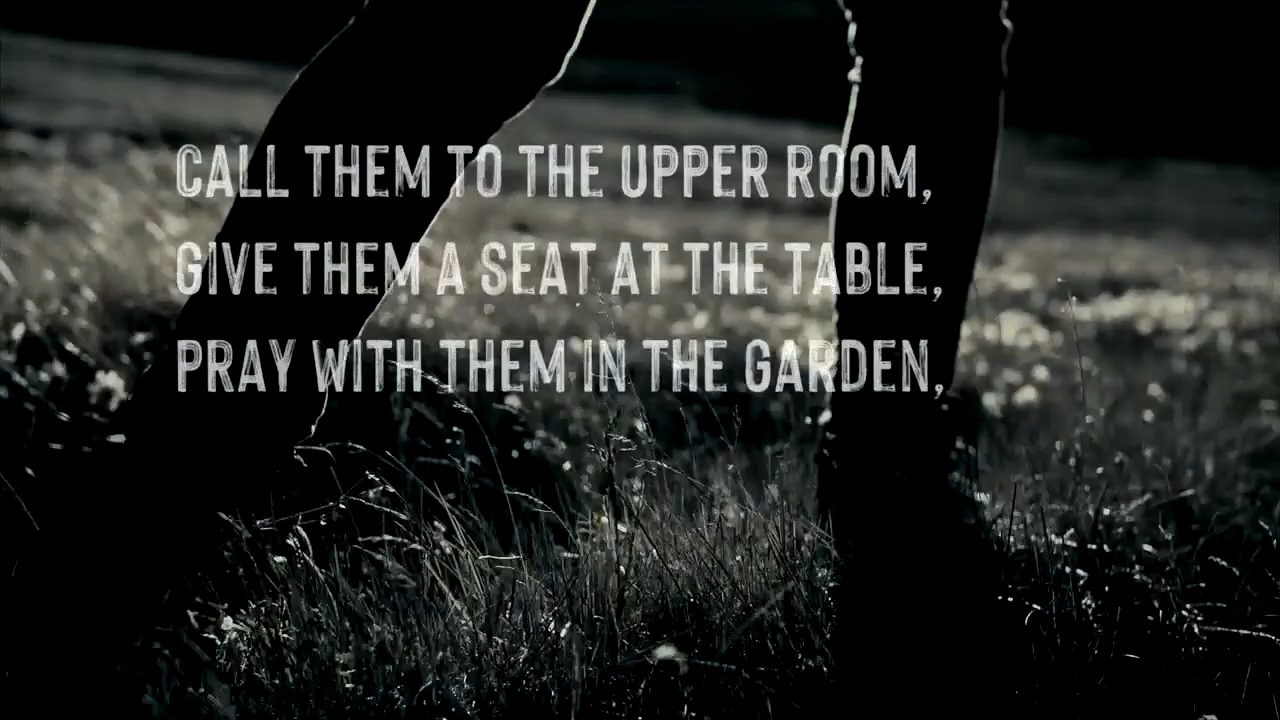 CALL THEM TO THE UPPER ROOM,
GIVE THEM A SEAT AT THE TABLE,
PRAY WITH THEM IN THE GARDEN,